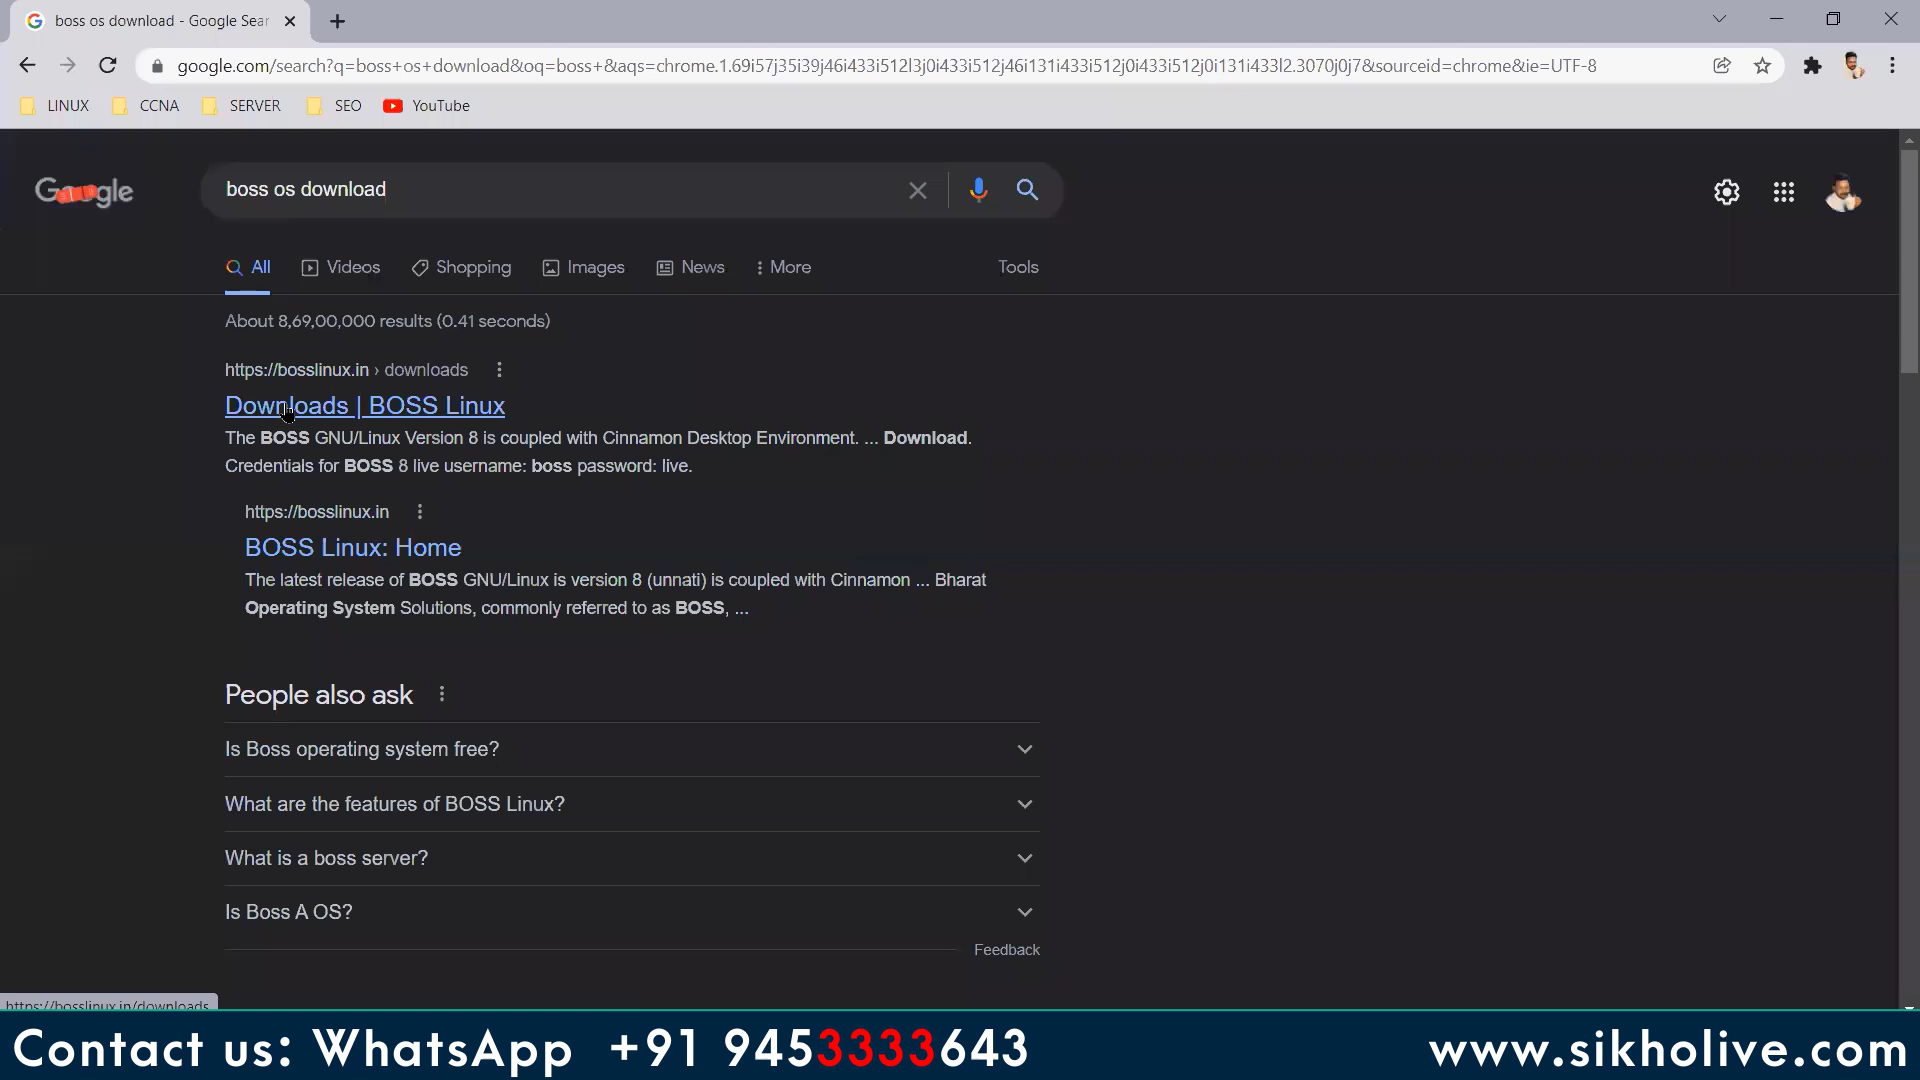 boss os download - Google Sear
google.com/search?q=boss+os+download&oq=boss+&aqs=chrome.1.69i57j35i39j46i433i512l3j0i433i512j46i131i433i512j0i433i512j0i131i433l2.3070j0j7&sourceid=chrome&ie=UTF-8
LINUX CCNA SERVER SEO YouTube
Google
boss os download
All Videos Shopping Images News More Tools
About 8,69,00,000 results (0.41 seconds)
https://bosslinux.in › downloads
Downloads | BOSS Linux
The BOSS GNU/Linux Version 8 is coupled with Cinnamon Desktop Environment. ... Download.
Credentials for BOSS 8 live username: boss password: live.
https://bosslinux.in
BOSS Linux: Home
The latest release of BOSS GNU/Linux is version 8 (unnati) is coupled with Cinnamon ... Bharat
Operating System Solutions, commonly referred to as BOSS, ...
People also ask
Is Boss operating system free?
What are the features of BOSS Linux?
What is a boss server?
Is Boss A OS?
Feedback
https://bosslinux.in/downloads
Contact us: WhatsApp +91 9453333643 www.sikholive.com